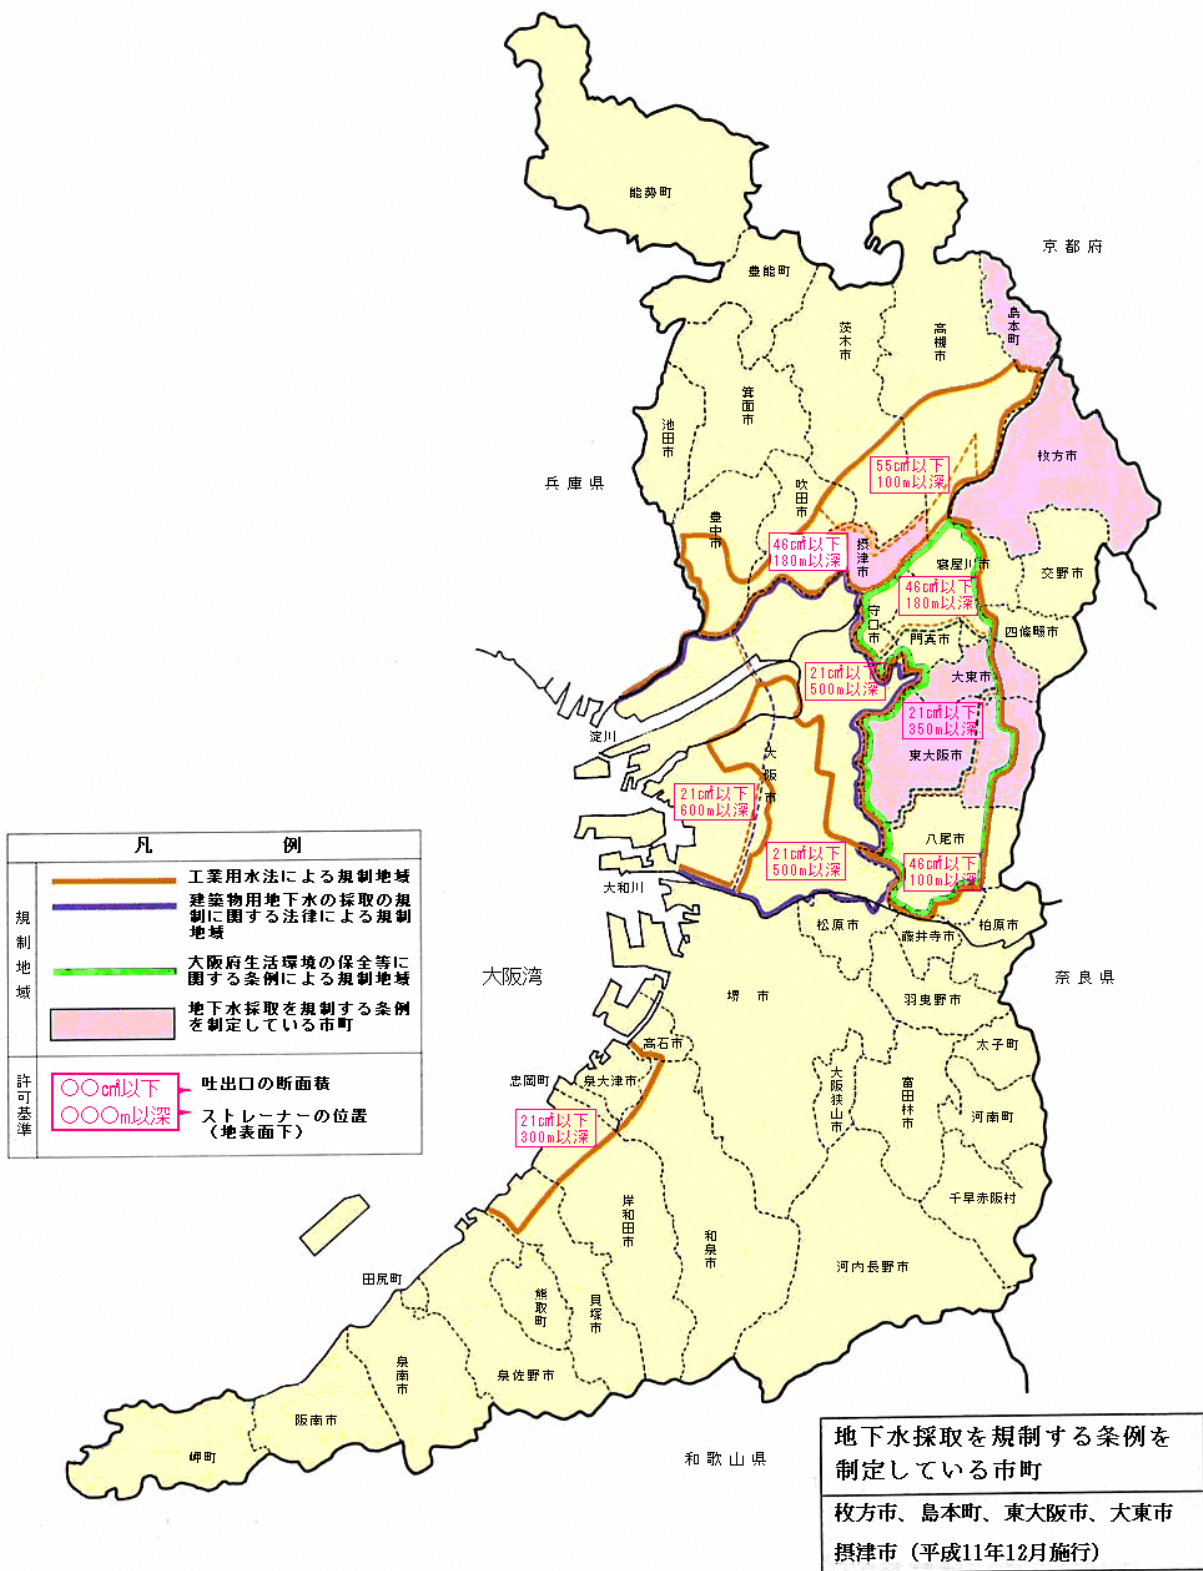 能勢町
京都府
豊能町
島本町
茨木市
高槻市
箕面市
池田市
枚方市
55c㎡以下
100m以深
兵庫県
吹田市
豊中市
46c㎡以下
180m以深
摂津市
寝屋川市
交野市
46c㎡以下
180m以深
守口市
門真市
四條畷市
21c㎡以下
500m以深
大東市
21c㎡以下
350m以深
淀川
大阪市
東大阪市
21c㎡以下
600m以深
八尾市
21c㎡以下
500m以深
46c㎡以下
100m以深
大和川
松原市
藤井寺市
柏原市
大阪湾
堺市
羽曳野市
奈良県
高石市
太子町
忠岡町
泉大津市
大阪狭山市
富田林市
河南町
21c㎡以下
300m以深
千早赤阪村
岸和田市
和泉市
河内長野市
田尻町
熊取町
貝塚市
泉南市
泉佐野市
阪南市
岬町
和歌山県
凡例
規制地域
工業用水法による規制地域
建築物用地下水の採取の規
制に関する法律による規制
地域
大阪府生活環境の保全等に
関する条例による規制地域
地下水採取を規制する条例
を制定している市町
許可基準
○○c㎡以下
○○○m以深
吐出口の断面積
ストレーナーの位置
(地表面下)
地下水採取を規制する条例を
制定している市町
枚方市、島本町、東大阪市、大東市
摂津市 (平成11年12月施行)